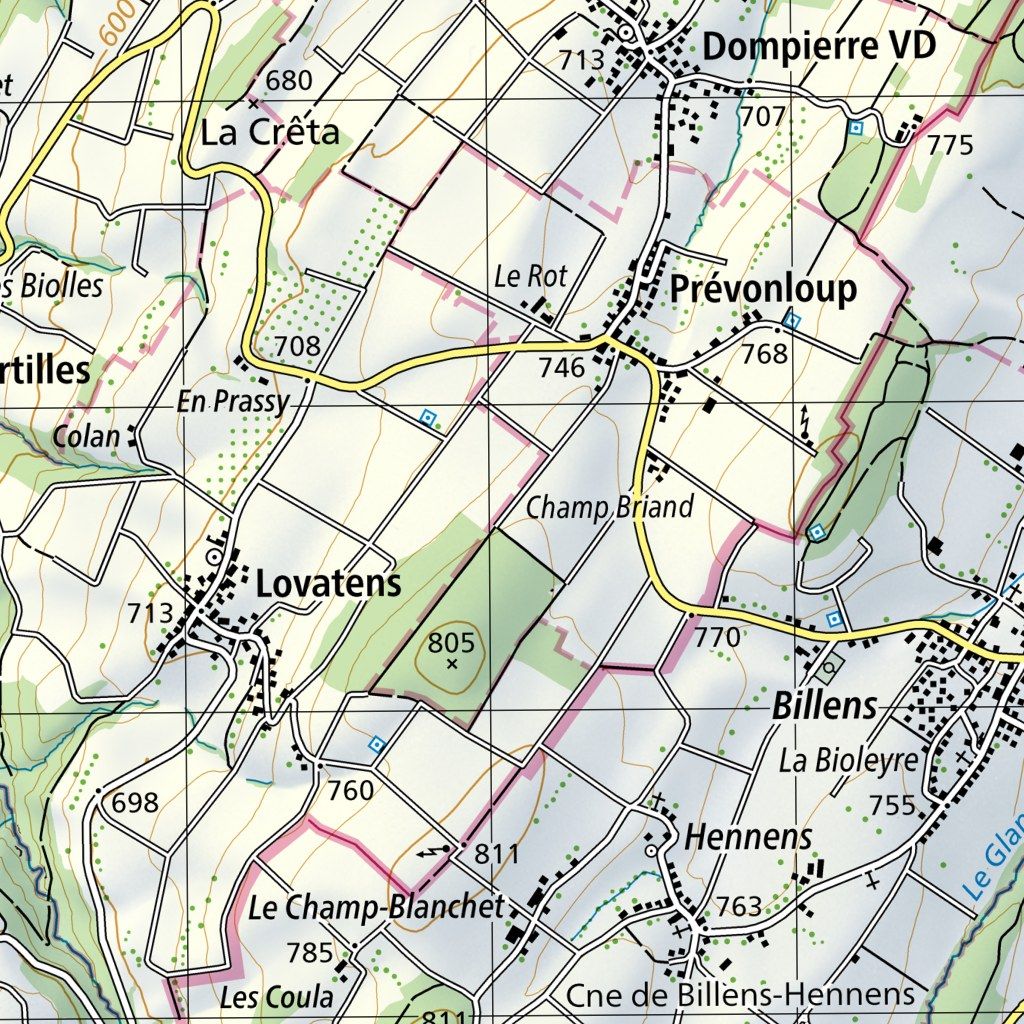 600
713
Dompierre VD
680
707
La Crêta
775
Le Rot
s Biolles
Prévonloup
708
746
768
rtilles
En Prassy
Colan
Champ Briand
Lovatens
713
805
770
Billens
La Bioleyre
698
760
755
Hennens
811
Le Glan
Le Champ-Blanchet
763
785
Les Coula
Cne de Billens-Hennens
811